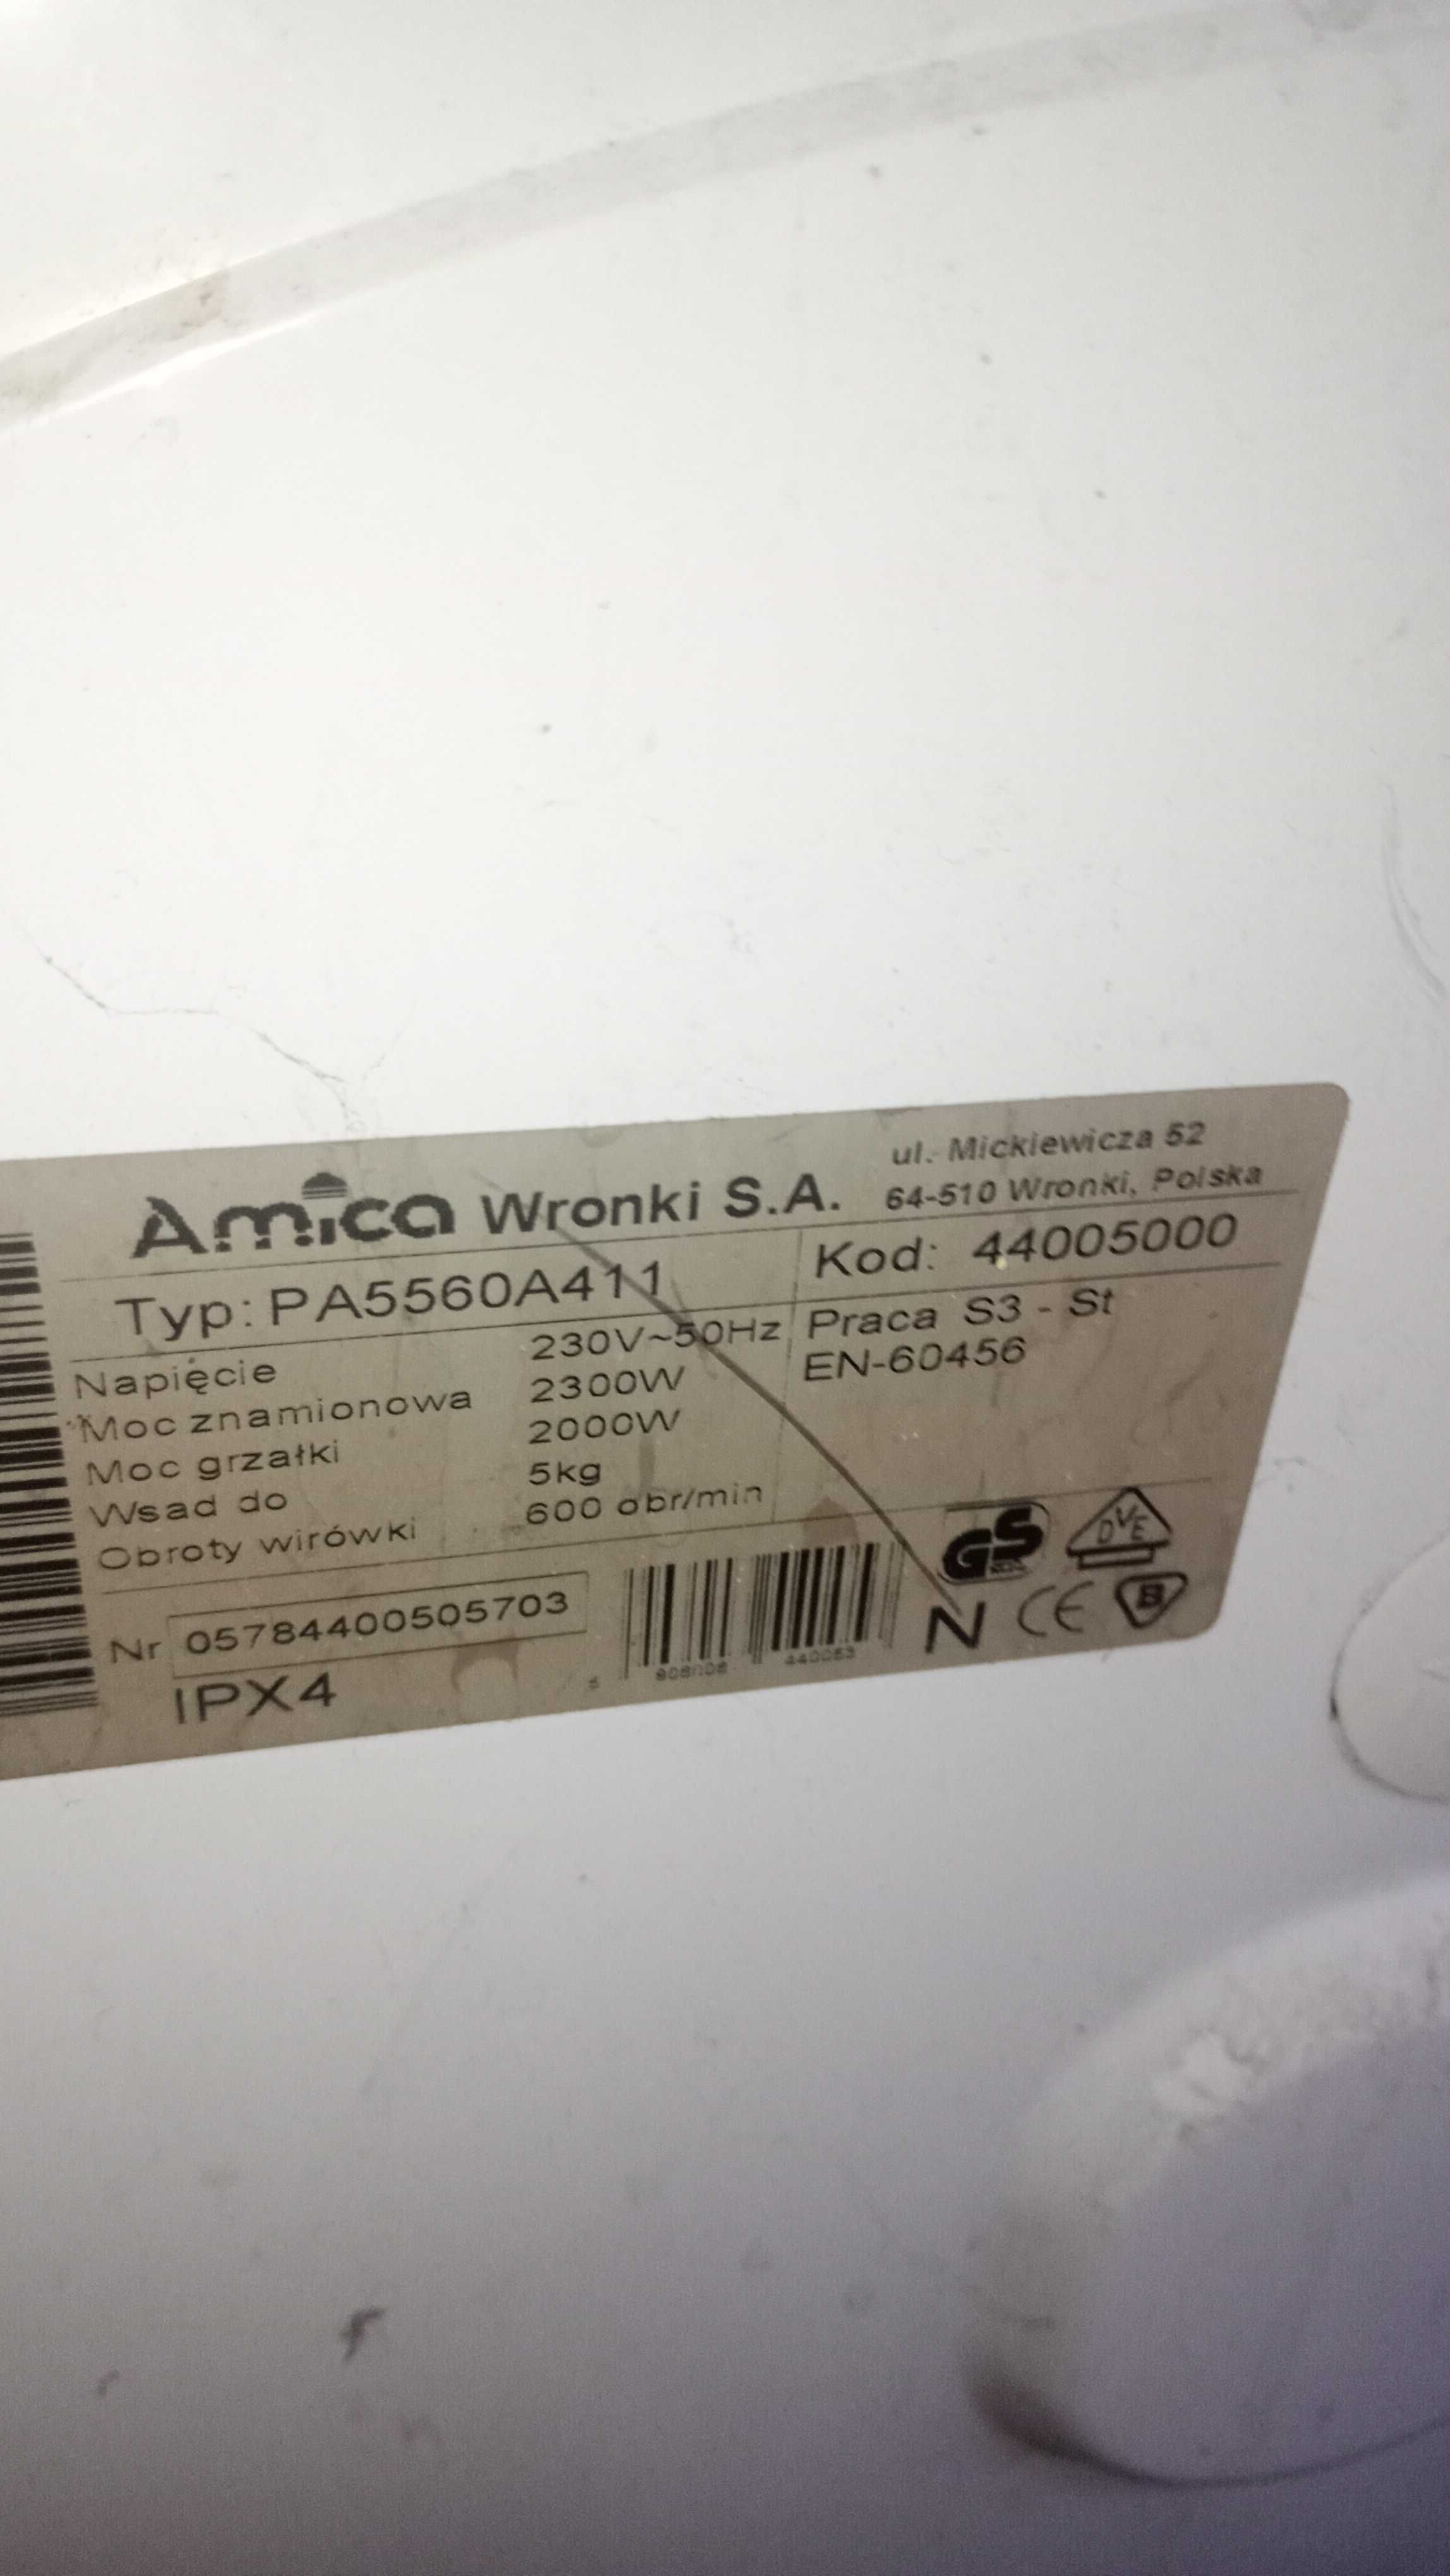 Amica Wronki S.A.
ul. Mickiewicza 52
64-510 Wronki, Polska
Typ: PA5560A411
Kod: 44005000
Napięcie 230V~50Hz
Moc znamionowa 2300W
Moc grzałki 2000W
Wsad do 5kg
Obroty wirówki 600 obr/min
Praca S3 - St
EN-60456
Nr 05784400505703
IPX4
GS
DVE
N CE B